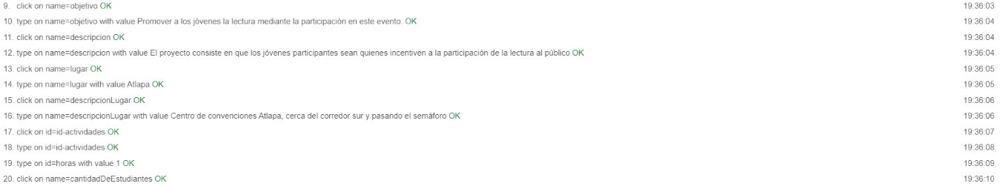 9. click on name=objetivo OK 19:36:03
10. type on name=objetivo with value Promover a los jóvenes la lectura mediante la participación en este evento. OK 19:36:04
11. click on name=descripcion OK 19:36:04
12. type on name=descripcion with value El proyecto consiste en que los jóvenes participantes sean quienes incentiven a la participación de la lectura al público OK 19:36:04
13. click on name=lugar OK 19:36:05
14. type on name=lugar with value Atlapa OK 19:36:05
15. click on name=descripcionLugar OK 19:36:06
16. type on name=descripcionLugar with value Centro de convenciones Atlapa, cerca del corredor sur y pasando el semáforo OK 19:36:06
17. click on id=id-actividades OK 19:36:07
18. type on id=id-actividades OK 19:36:08
19. type on id=horas with value 1 OK 19:36:09
20. click on name=cantidadDeEstudiantes OK 19:36:10